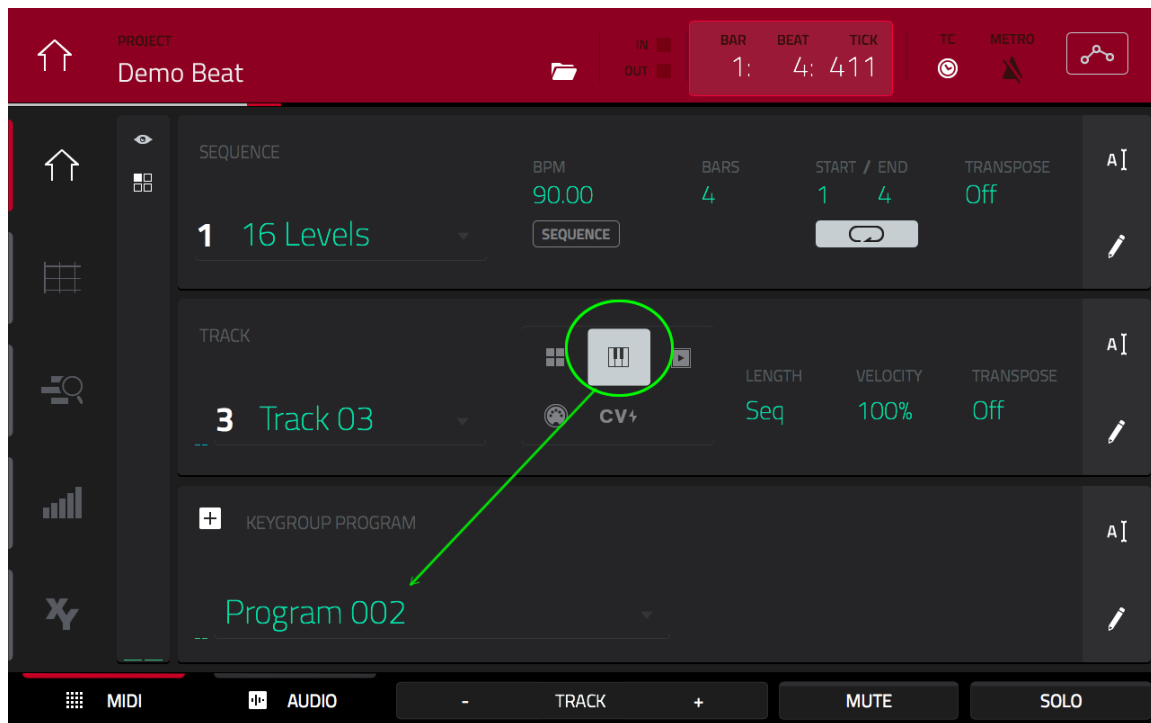 PROJECT
Demo Beat
IN
OUT
BAR BEAT TICK
1: 4: 411
TC METRO
SEQUENCE
1 16 Levels
BPM BARS START / END TRANSPOSE
90.00 4 1 4 Off
SEQUENCE
A
TRACK
3 Track 03
CV
LENGTH VELOCITY TRANSPOSE
Seq 100% Off
A
KEYGROUP PROGRAM
Program 002
A
XY
MIDI AUDIO - TRACK + MUTE SOLO